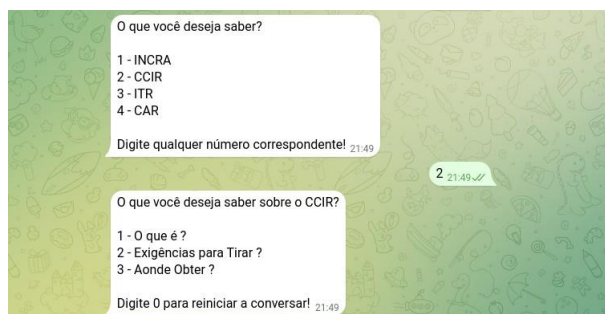 O que você deseja saber?
1 - INCRA
2 - CCIR
3 - ITR
4 - CAR
Digite qualquer número correspondente! 21:49
2 21:49
O que você deseja saber sobre o CCIR?
1 - O que é ?
2 - Exigências para Tirar ?
3 - Aonde Obter ?
Digite 0 para reiniciar a conversar! 21:49